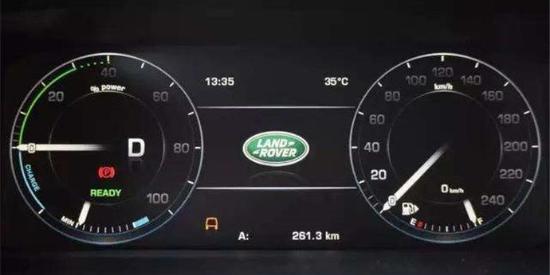 13:35
35°C
LAND
ROVER
A:
261.3 km
% power
0
20
40
60
80
100
D
READY
CHARGE
MIN
km/h
0
20
40
60
80
100
120
140
160
180
200
220
240
0 km/h
E
F